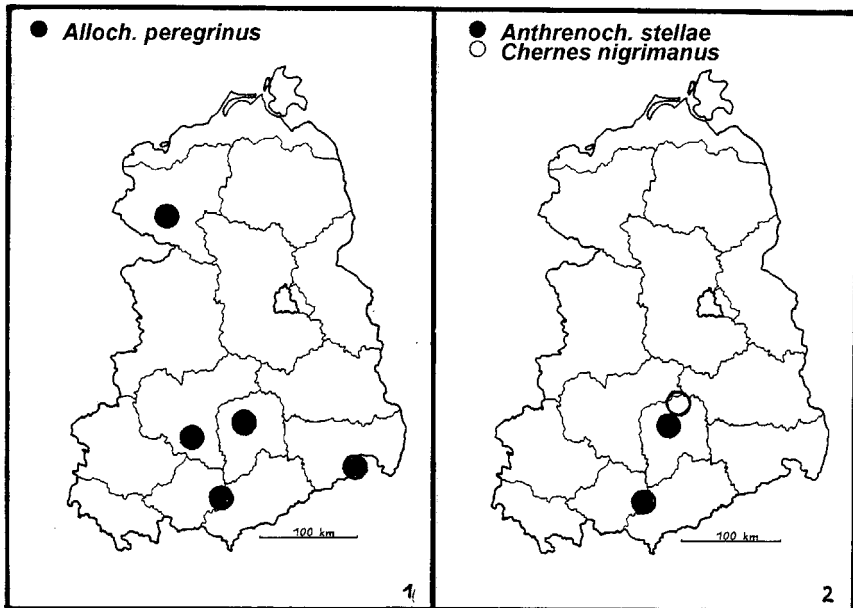 Alloch. peregrinus
100 km
1
Anthrenoch. stellae
Chernes nigrimanus
100 km
2